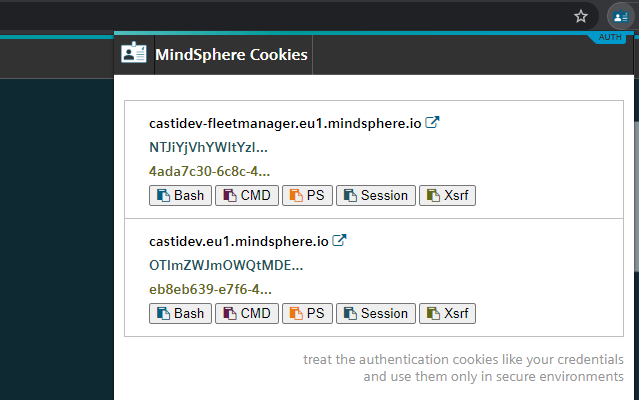 AUTH
MindSphere Cookies
castidev-fleetmanager.eu1.mindsphere.io
NTJiYjVhYWItYzI...
4ada7c30-6c8c-4...
Bash CMD PS Session Xsrf
castidev.eu1.mindsphere.io
OTImZWJmOWQtMDE...
eb8eb639-e7f6-4...
Bash CMD PS Session Xsrf
treat the authentication cookies like your credentials
and use them only in secure environments